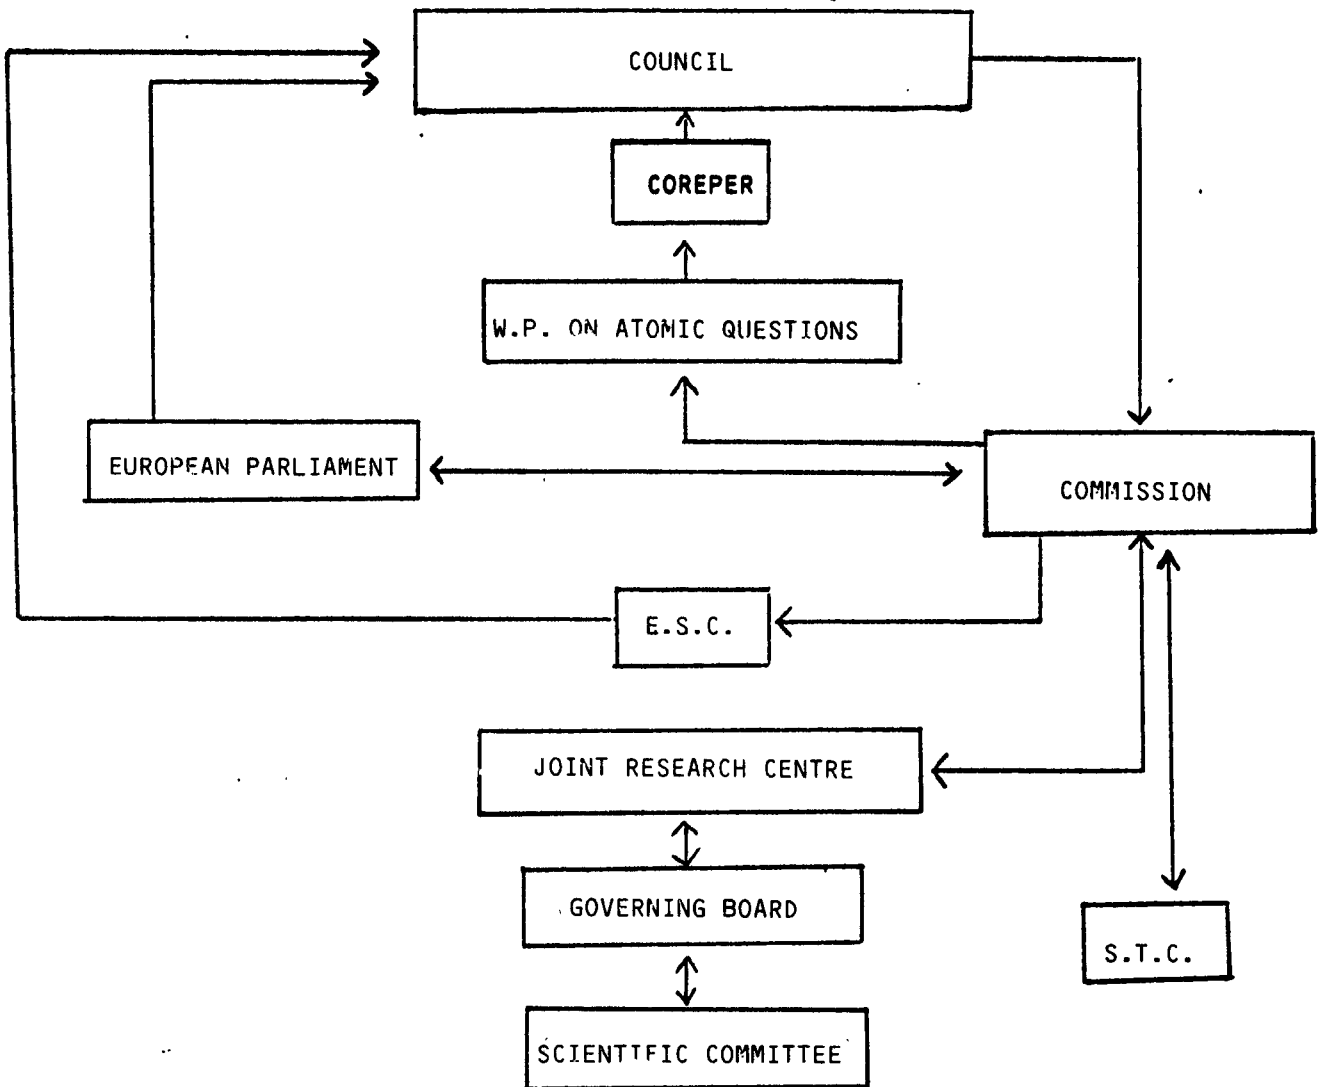 COUNCIL
COREPER
W.P. ON ATOMIC QUESTIONS
EUROPEAN PARLIAMENT
COMMISSION
E.S.C.
JOINT RESEARCH CENTRE
GOVERNING BOARD
S.T.C.
SCIENTIFIC COMMITTEE